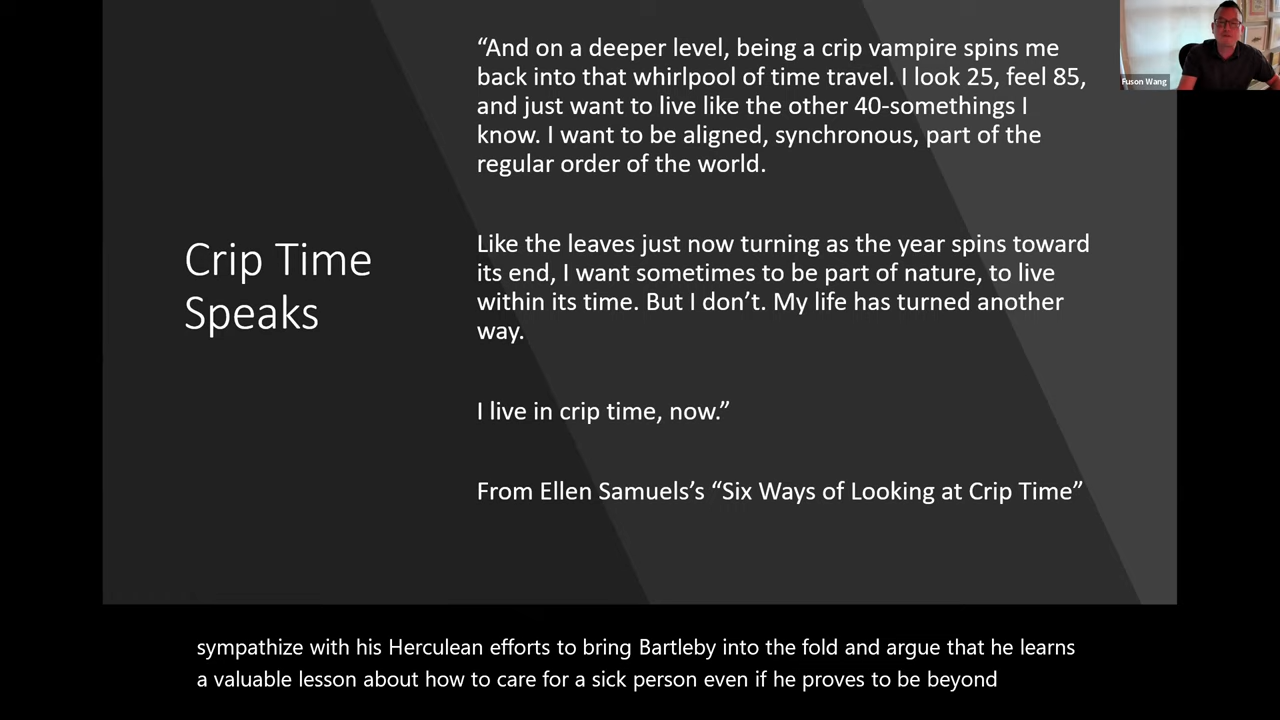 “And on a deeper level, being a crip vampire spins me
back into that whirlpool of time travel. I look 25, feel 85,
and just want to live like the other 40-somethings I
know. I want to be aligned, synchronous, part of the
regular order of the world.
Like the leaves just now turning as the year spins toward
its end, I want sometimes to be part of nature, to live
within its time. But I don’t. My life has turned another
way.
I live in crip time, now.”
From Ellen Samuels’s “Six Ways of Looking at Crip Time”
Crip Time
Speaks
Fuson Wang
sympathize with his Herculean efforts to bring Bartleby into the fold and argue that he learns
a valuable lesson about how to care for a sick person even if he proves to be beyond